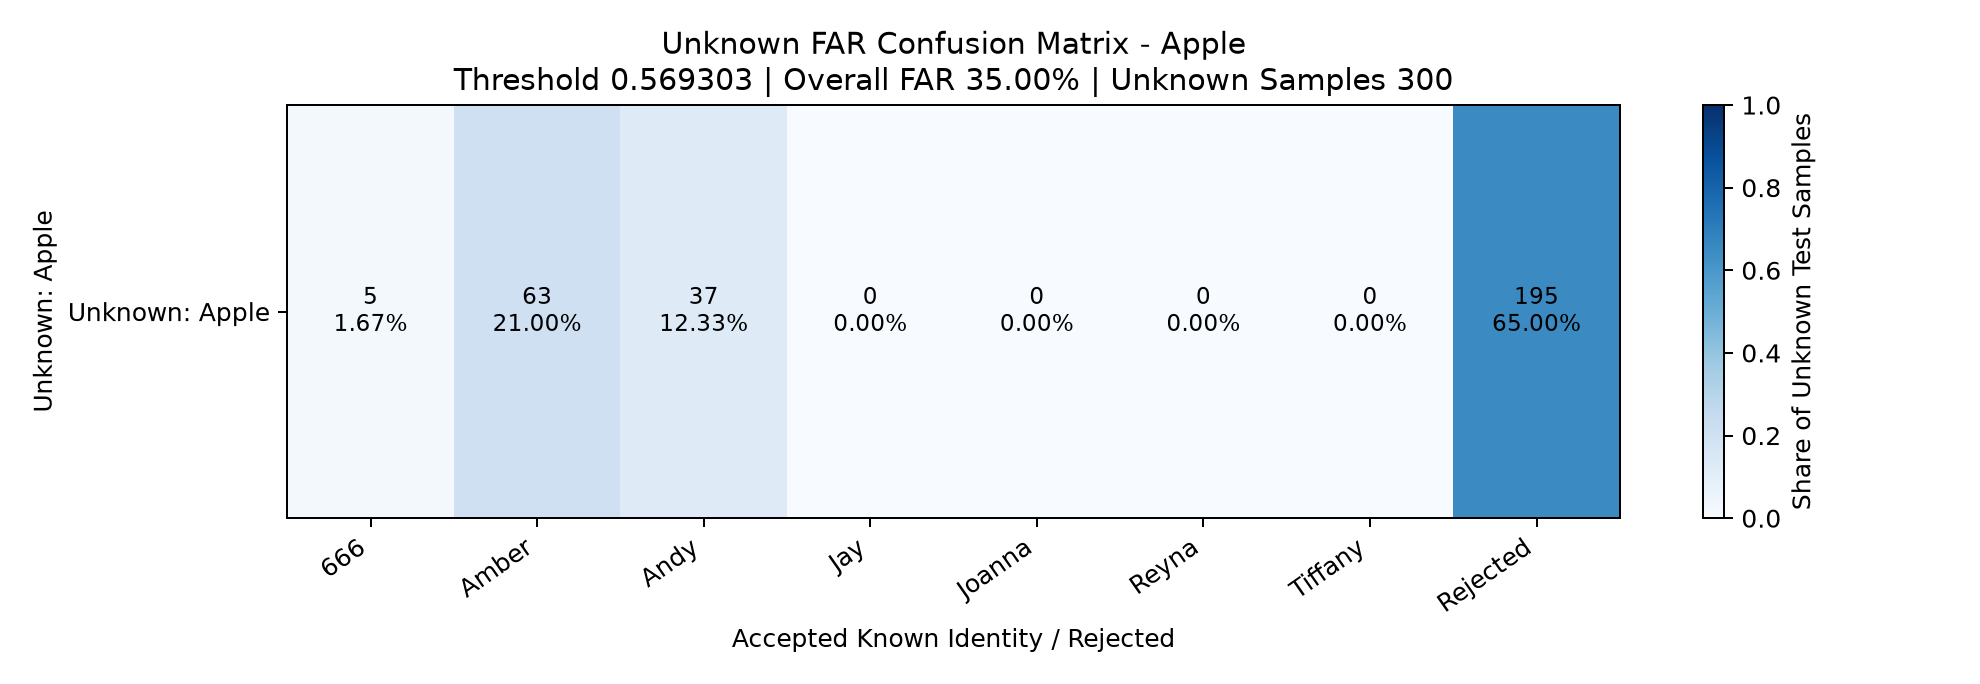 Unknown FAR Confusion Matrix - Apple
Threshold 0.569303 | Overall FAR 35.00% | Unknown Samples 300
Unknown: Apple
Unknown: Apple
5
1.67%
63
21.00%
37
12.33%
0
0.00%
0
0.00%
0
0.00%
0
0.00%
195
65.00%
666
Amber
Andy
Jay
Joanna
Reyna
Tiffany
Rejected
Accepted Known Identity / Rejected
1.0
0.8
0.6
0.4
0.2
0.0
Share of Unknown Test Samples